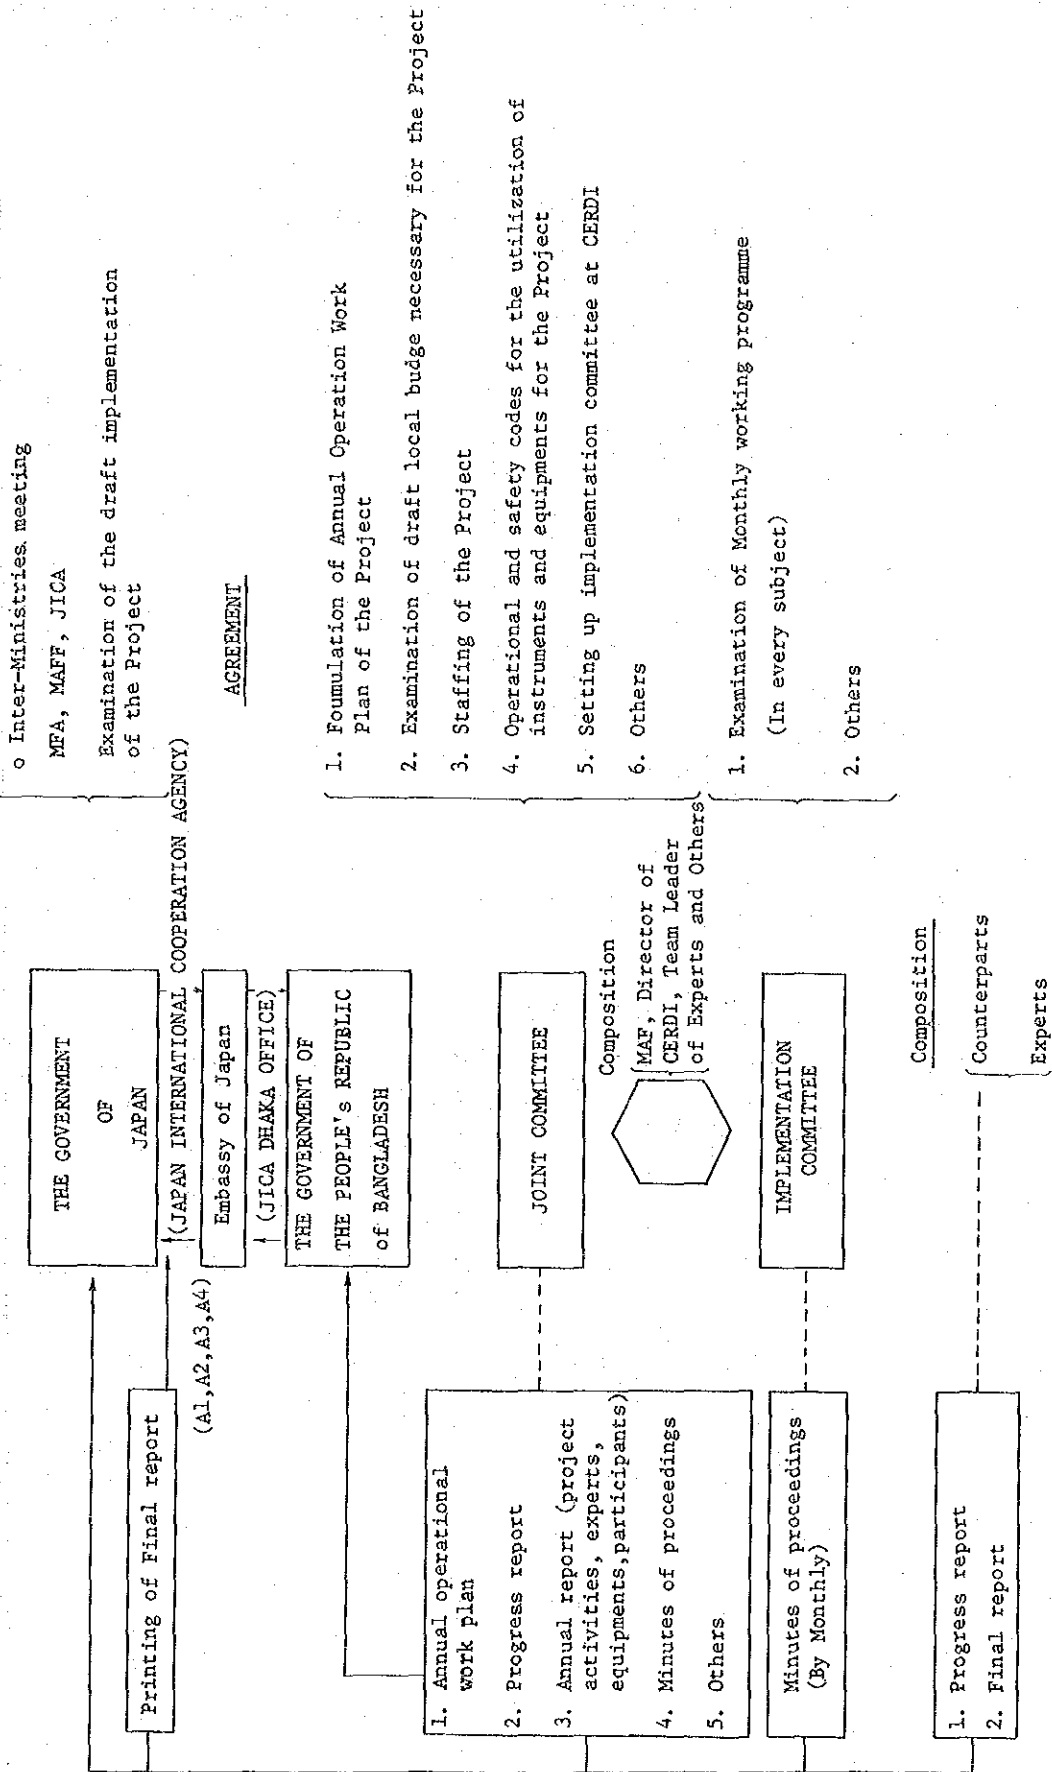 o Inter-Ministries meeting
MFA, MAFF, JICA
Examination of the draft implementation
of the Project
AGREEMENT
THE GOVERNMENT
OF
JAPAN
(JAPAN INTERNATIONAL COOPERATION AGENCY)
Embassy of Japan
(JICA DHAKA OFFICE)
THE GOVERNMENT OF
THE PEOPLE's REPUBLIC
of BANGLADESH
Printing of Final report
(A1,A2,A3,A4)
1. Foumulation of Annual Operation Work
Plan of the Project
2. Examination of draft local budge necessary for the Project
3. Staffing of the Project
4. Operational and safety codes for the utilization of
instruments and equipments for the Project
5. Setting up implementation committee at CERDI
6. Others
JOINT COMMITTEE
Composition
MAF, Director of
CERDI, Team Leader
of Experts and Others
1. Annual operational
work plan
2. Progress report
3. Annual report (project
activities, experts,
equipments,participants)
4. Minutes of proceedings
5. Others
1. Examination of Monthly working programme
(In every subject)
2. Others
IMPLEMENTATION
COMMITTEE
Minutes of proceedings
(By Monthly)
Composition
Counterparts
Experts
1. Progress report
2. Final report